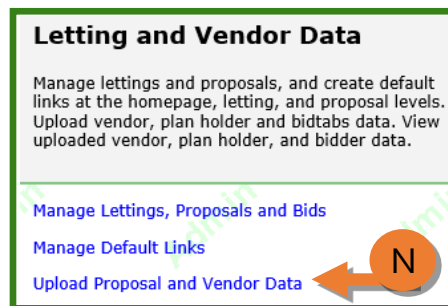 Letting and Vendor Data
Manage lettings and proposals, and create default
links at the homepage, letting, and proposal levels.
Upload vendor, plan holder and bidtabs data. View
uploaded vendor, plan holder, and bidder data.
Manage Lettings, Proposals and Bids
Manage Default Links
Upload Proposal and Vendor Data
N
Admin